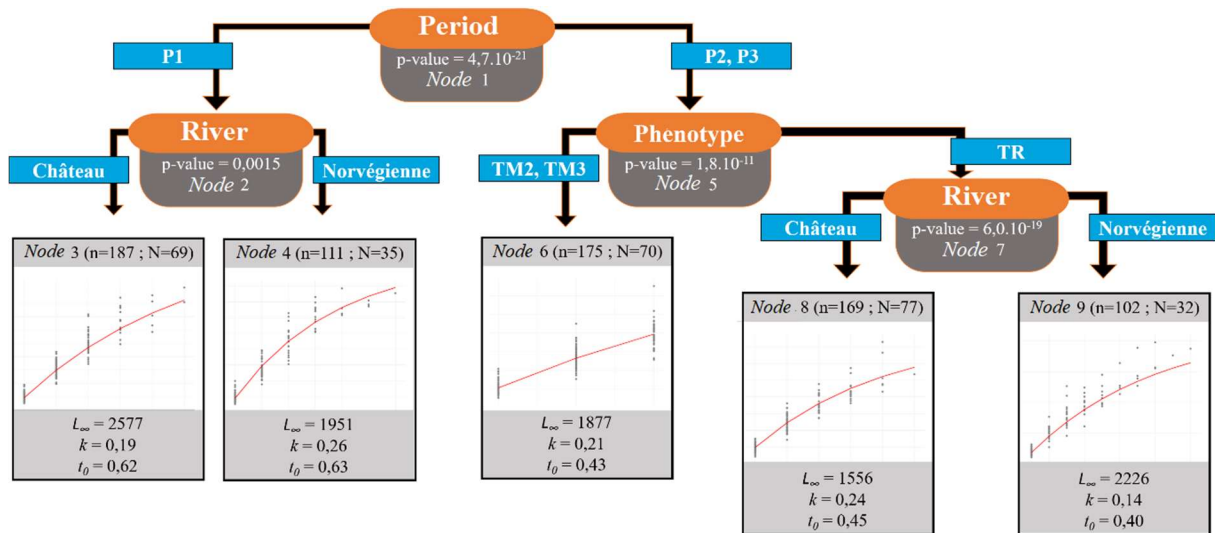 Period
p-value = 4,7.10-21
Node 1
P1
P2, P3
River
p-value = 0,0015
Node 2
Château
Norvégienne
Phenotype
p-value = 1,8.10-11
Node 5
TM2, TM3
TR
River
p-value = 6,0.10-19
Node 7
Château
Norvégienne
Node 3 (n=187 ; N=69)
L∞ = 2577
k = 0,19
t0 = 0,62
Node 4 (n=111 ; N=35)
L∞ = 1951
k = 0,26
t0 = 0,63
Node 6 (n=175 ; N=70)
L∞ = 1877
k = 0,21
t0 = 0,43
Node 8 (n=169 ; N=77)
L∞ = 1556
k = 0,24
t0 = 0,45
Node 9 (n=102 ; N=32)
L∞ = 2226
k = 0,14
t0 = 0,40